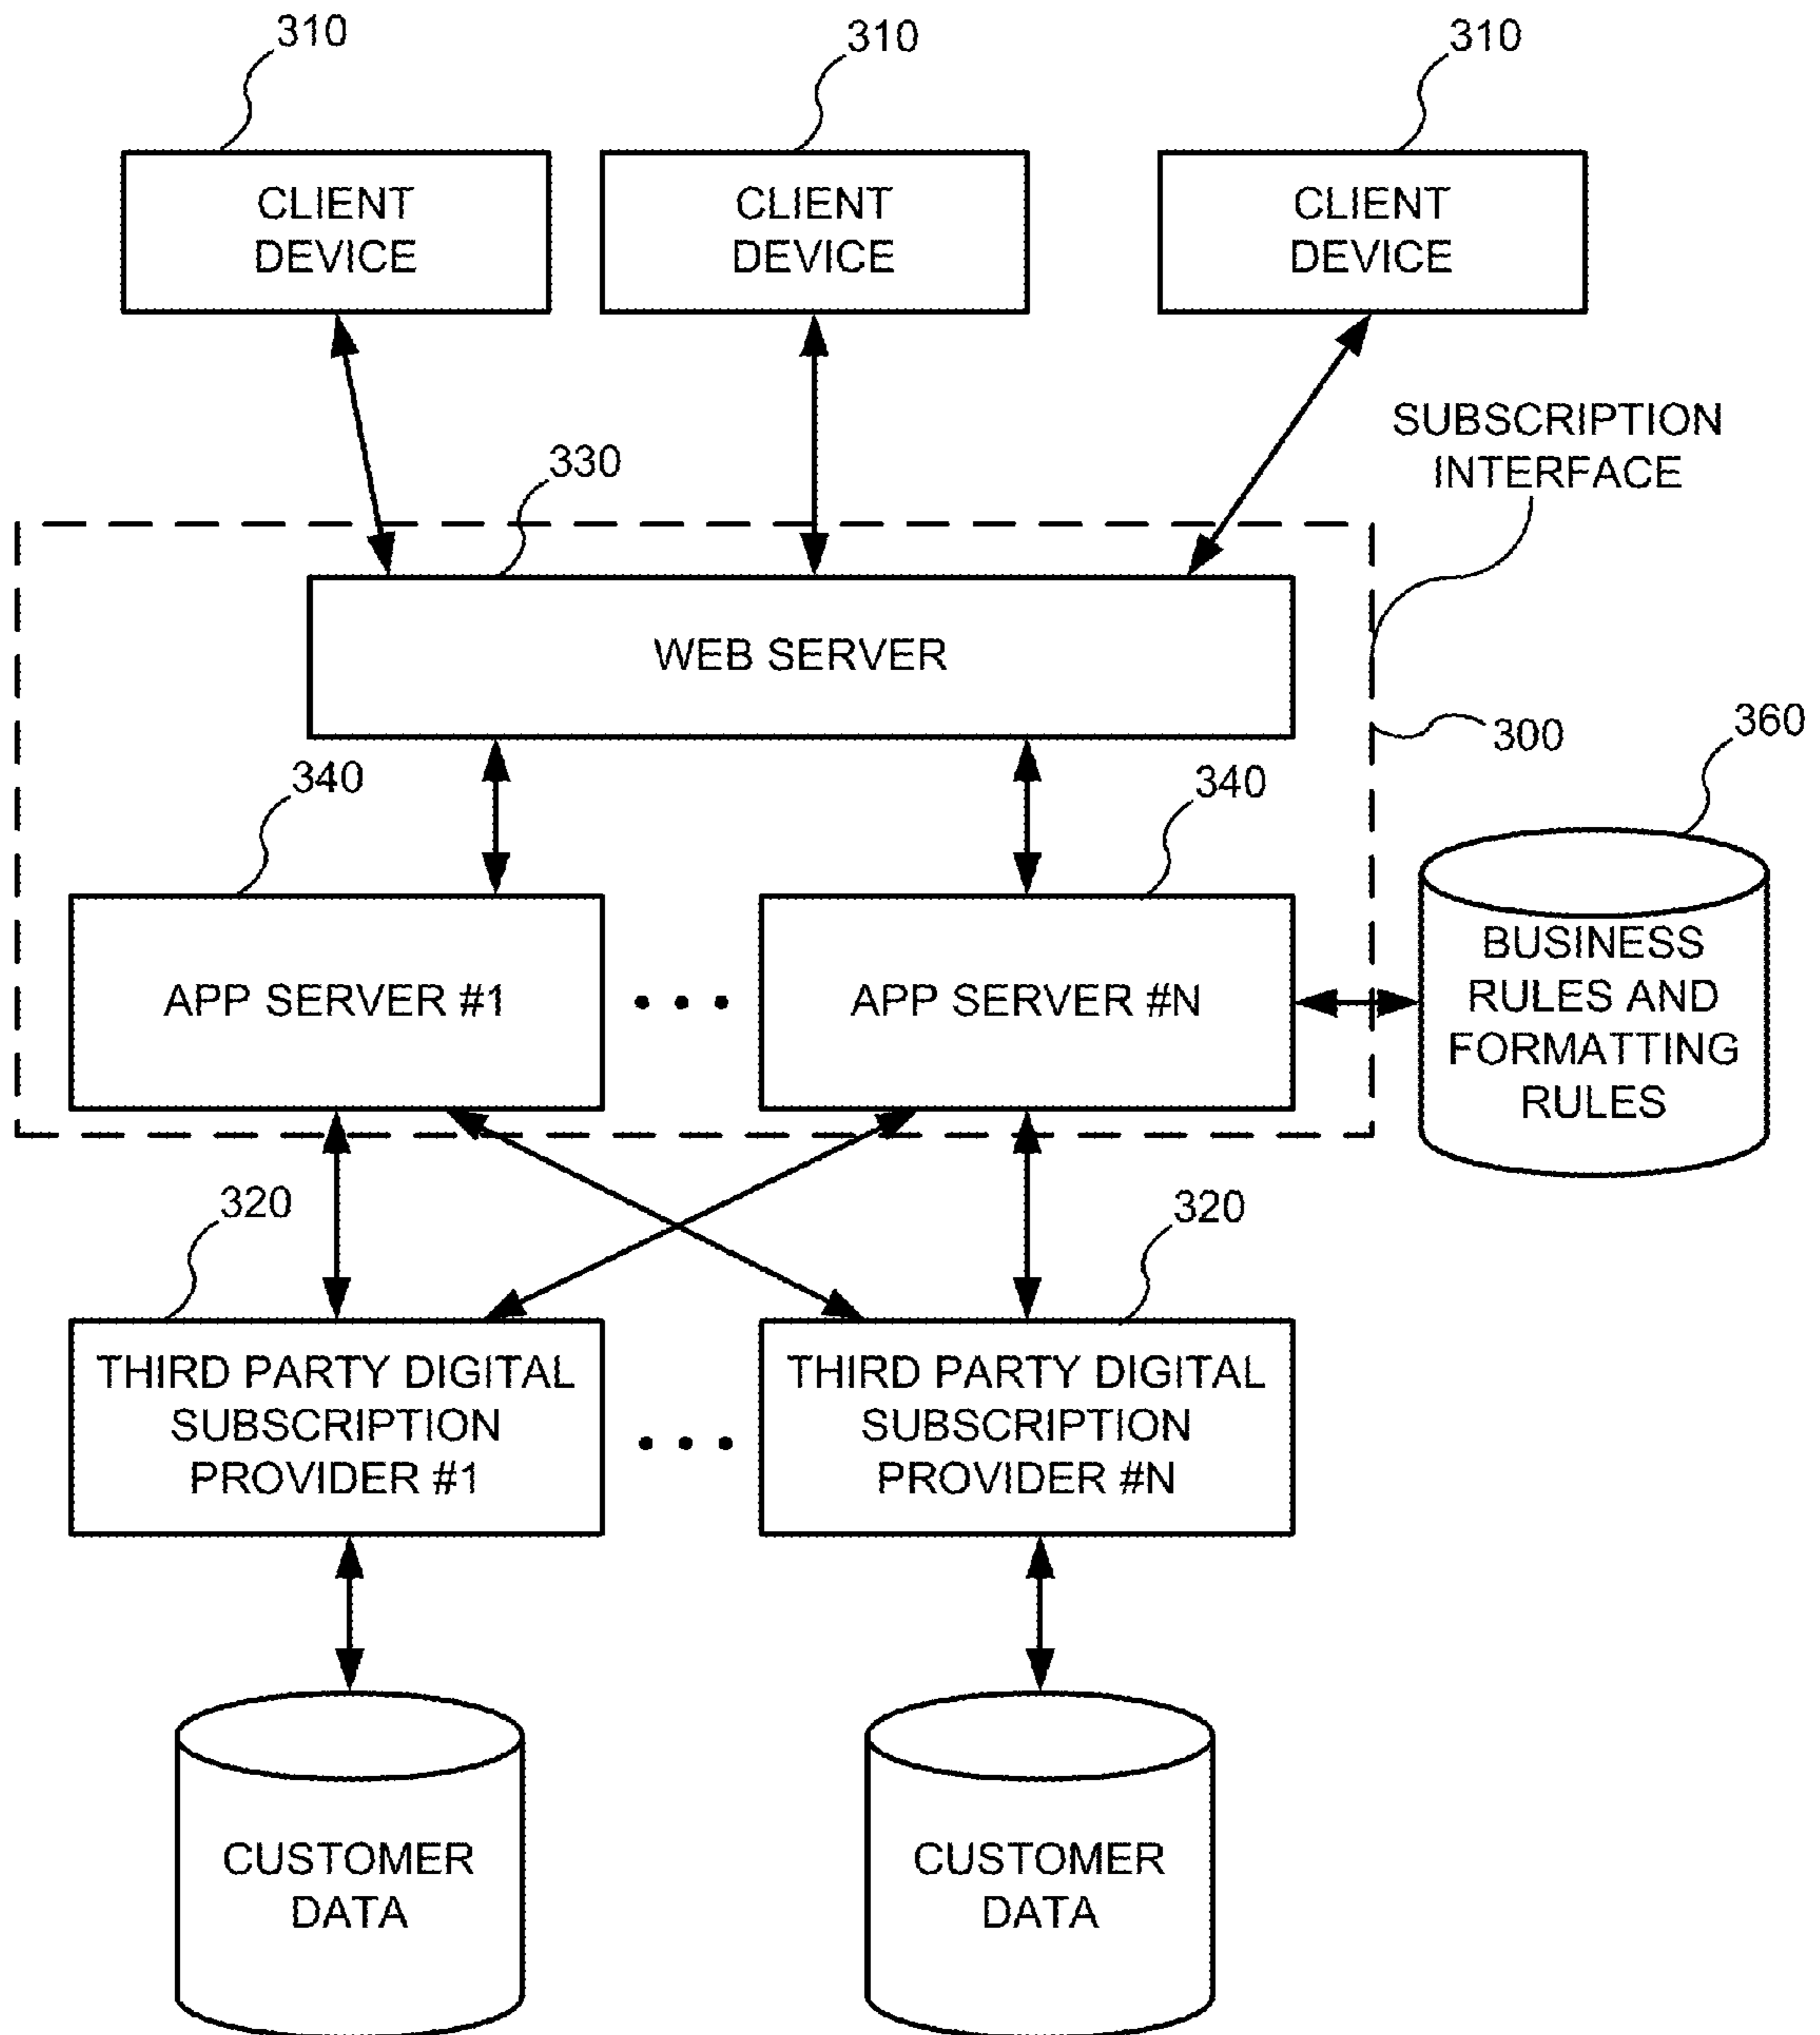 310
310
310
CLIENT
DEVICE
CLIENT
DEVICE
CLIENT
DEVICE
SUBSCRIPTION
INTERFACE
330
WEB SERVER
300
360
340
340
APP SERVER #1
• • •
APP SERVER #N
BUSINESS
RULES AND
FORMATTING
RULES
320
320
THIRD PARTY DIGITAL
SUBSCRIPTION
PROVIDER #1
• • •
THIRD PARTY DIGITAL
SUBSCRIPTION
PROVIDER #N
CUSTOMER
DATA
CUSTOMER
DATA